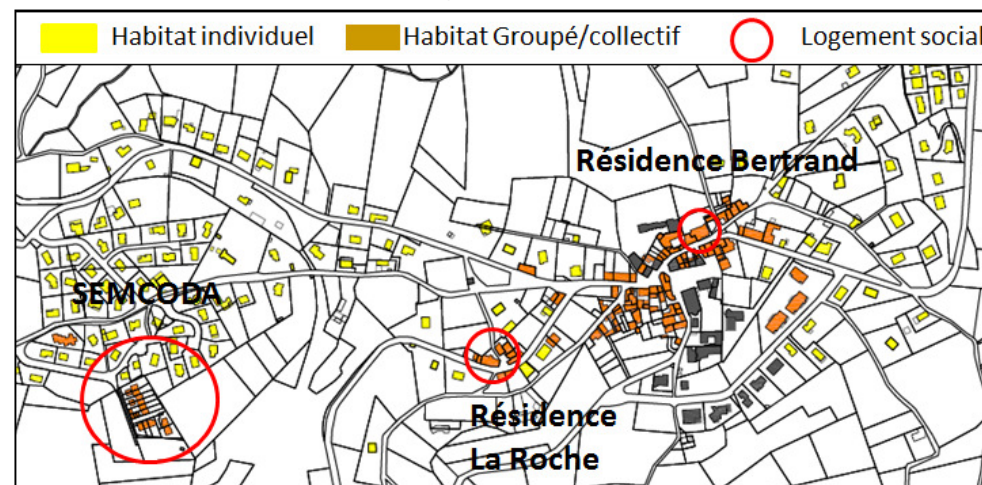 Habitat individuel
Habitat Groupé/collectif
Logement social
Résidence Bertrand
SEMCODA
Résidence
La Roche